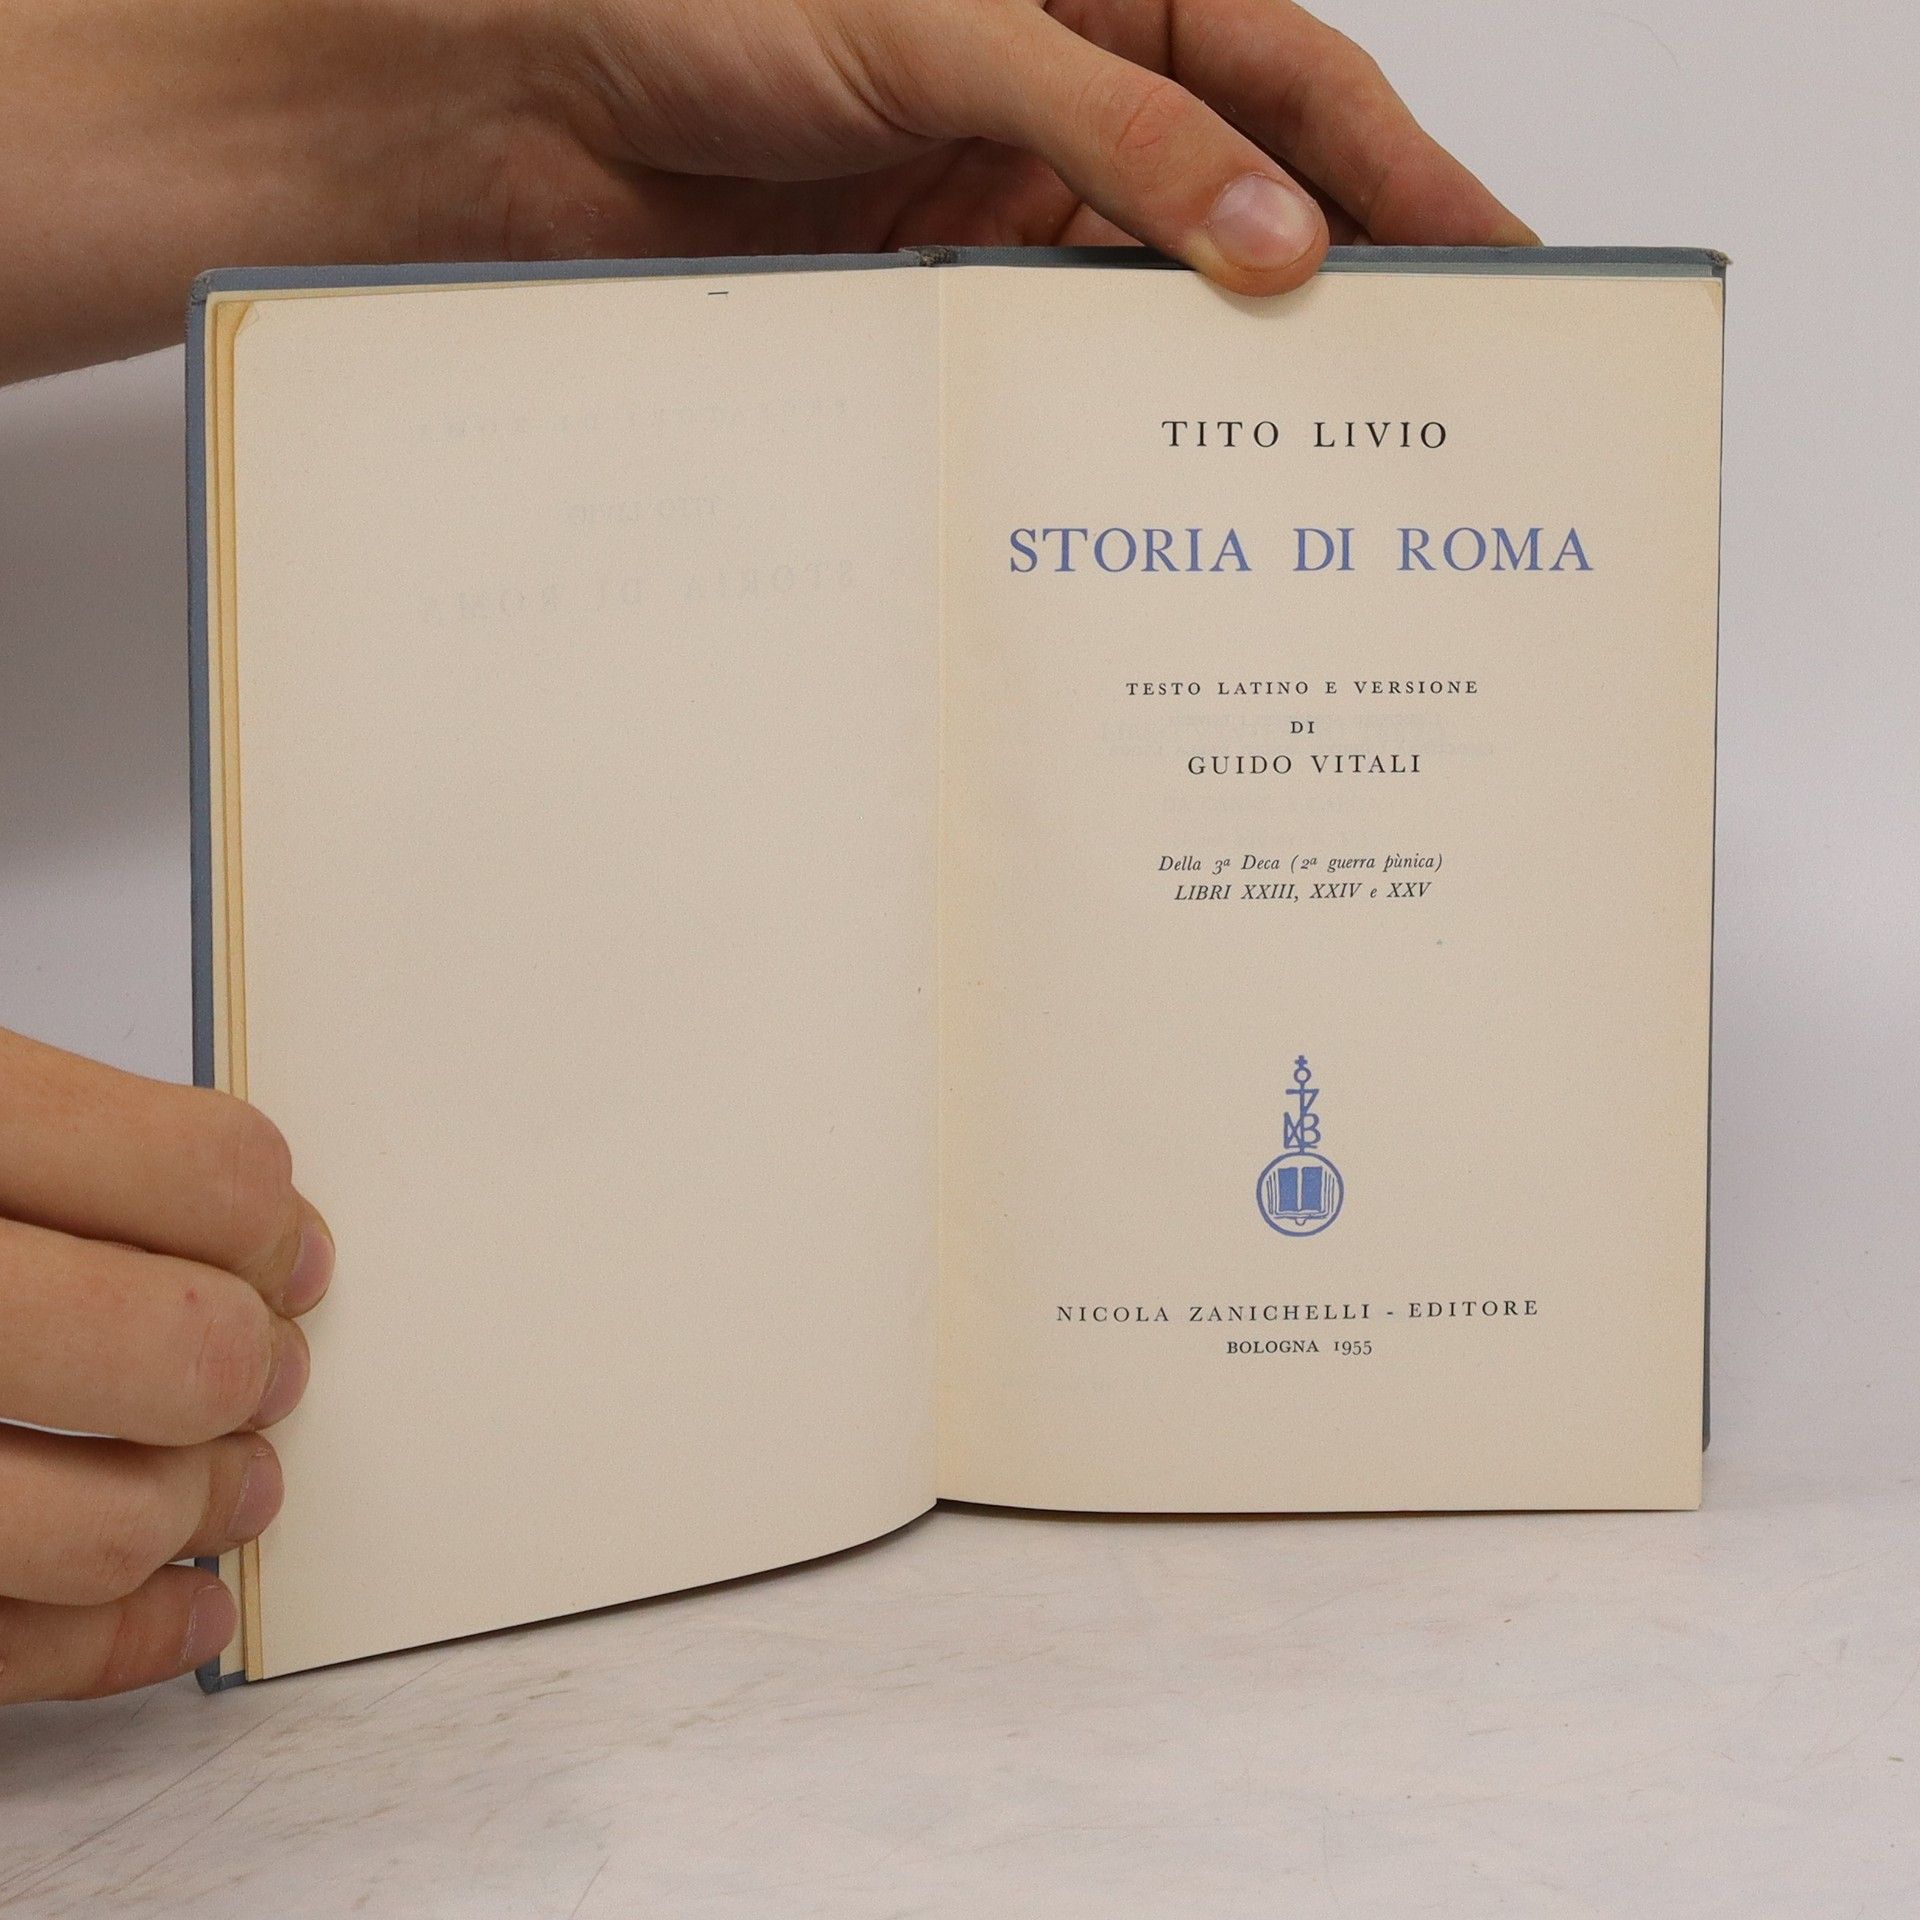 TITO LIVIO
STORIA DI ROMA
TESTO LATINO E VERSIONE
DI
GUIDO VITALI
Della 3ª Deca (2ª guerra pùnica)
LIBRI XXIII, XXIV e XXV
NICOLA ZANICHELLI - EDITORE
BOLOGNA 1955